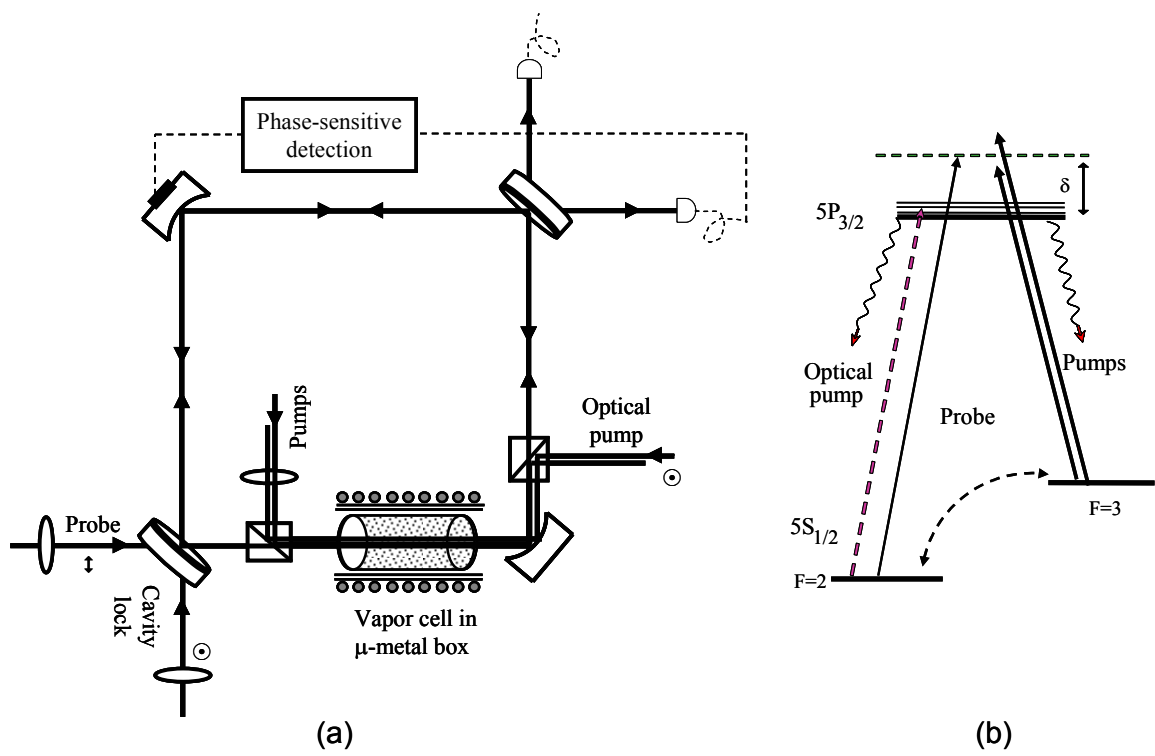 Phase-sensitive
detection
Pumps
Optical
pump
Probe
Cavity
lock
Vapor cell in
μ-metal box
(a)
δ
5P3/2
Optical
pump
Pumps
Probe
5S1/2
F=3
F=2
(b)